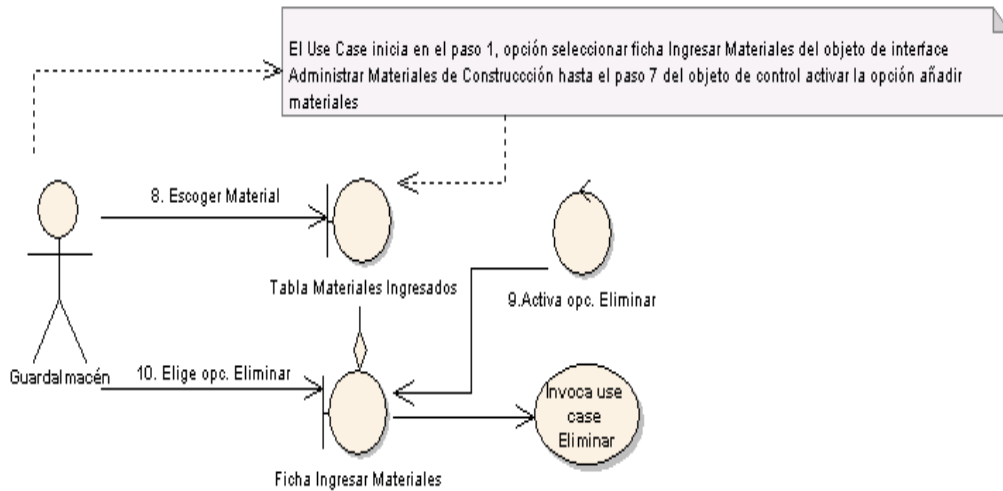 El Use Case inicia en el paso 1, opción seleccionar ficha Ingresar Materiales del objeto de interface
Administrar Materiales de Construccción hasta el paso 7 del objeto de control activar la opción añadir
materiales
8. Escoger Material
Tabla Materiales Ingresados
9.Activa opc. Eliminar
Guardalmacén
10. Elige opc. Eliminar
Invoca use
case
Eliminar
Ficha Ingresar Materiales